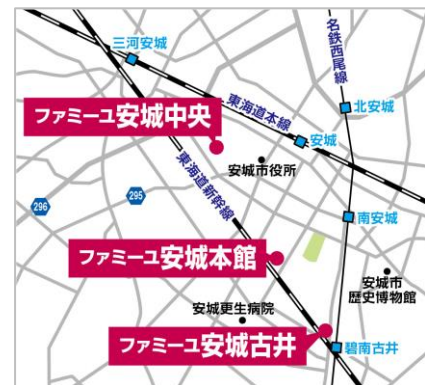 三河安城
名鉄西尾線
北安城
ファミーユ安城中央
東海道本線
安城
安城市役所
東海道新幹線
296
295
南安城
ファミーユ安城本館
安城市
歴史博物館
安城更生病院
ファミーユ安城古井
碧南古井